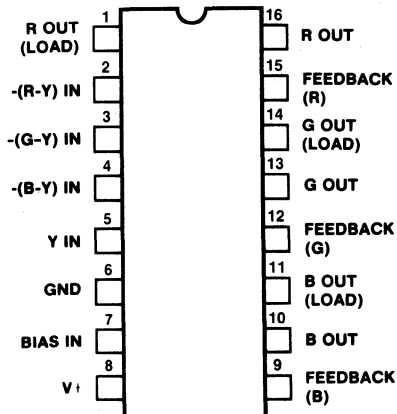 1
R OUT
(LOAD)
2
-(R-Y) IN
3
-(G-Y) IN
4
-(B-Y) IN
5
Y IN
6
GND
7
BIAS IN
8
V+
16
R OUT
15
FEEDBACK
(R)
14
G OUT
(LOAD)
13
G OUT
12
FEEDBACK
(G)
11
B OUT
(LOAD)
10
B OUT
9
FEEDBACK
(B)